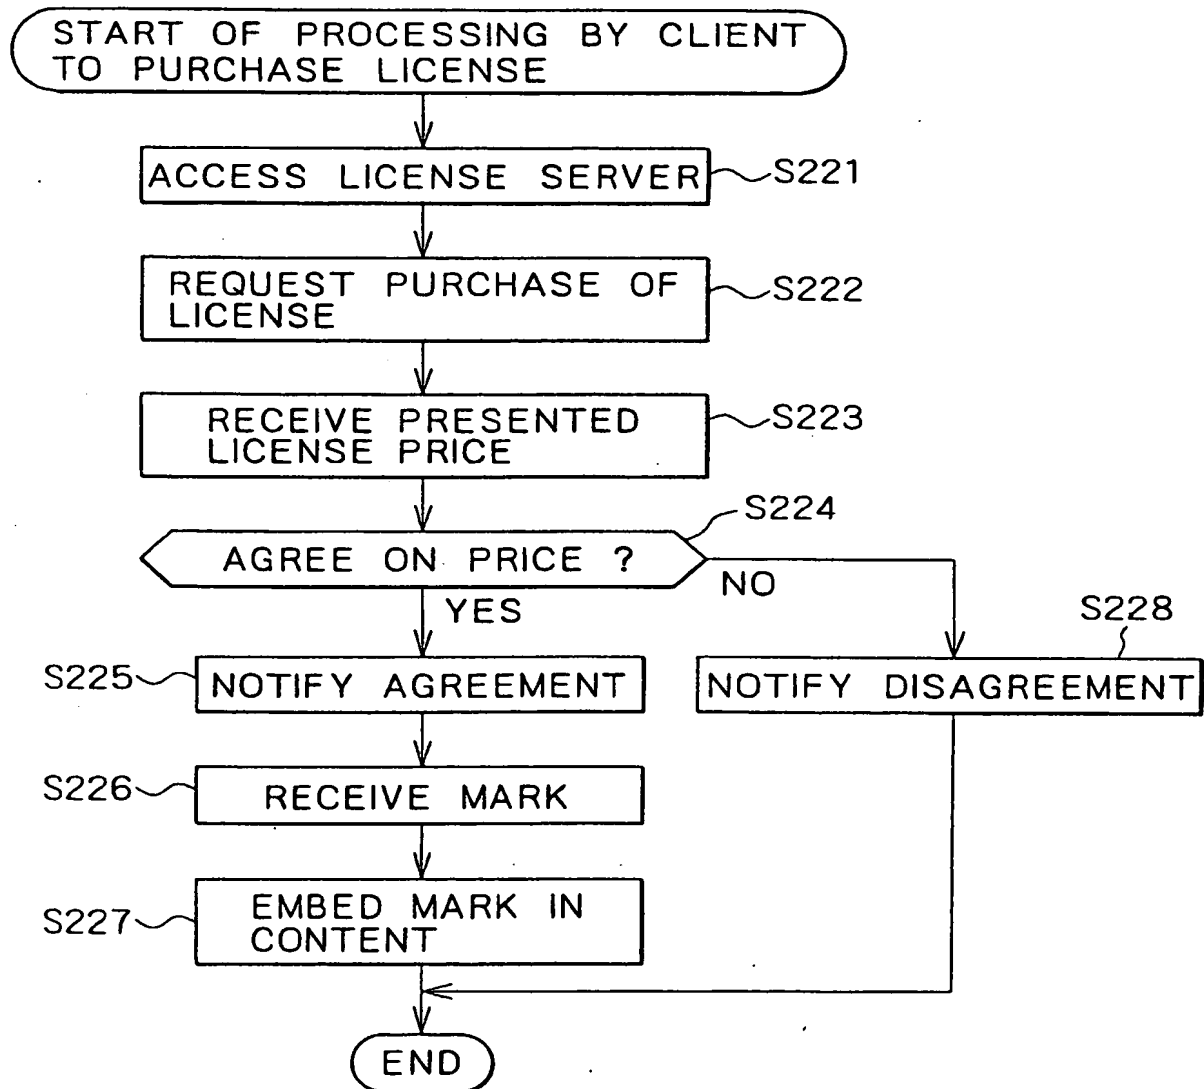 START OF PROCESSING BY CLIENT
TO PURCHASE LICENSE
ACCESS LICENSE SERVER
S221
REQUEST PURCHASE OF
LICENSE
S222
RECEIVE PRESENTED
LICENSE PRICE
S223
S224
AGREE ON PRICE ?
NO
YES
S228
S225
NOTIFY AGREEMENT
NOTIFY DISAGREEMENT
S226
RECEIVE MARK
S227
EMBED MARK IN
CONTENT
END